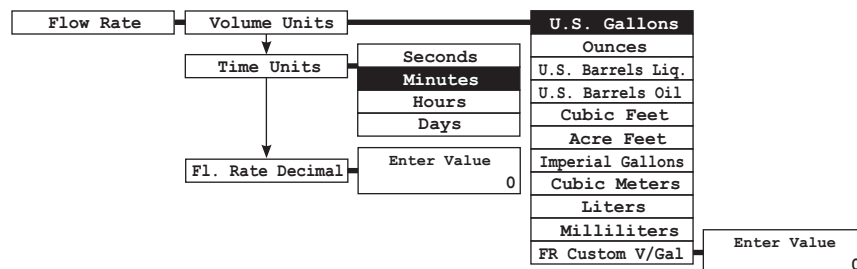 Flow Rate
Volume Units
U.S. Gallons
Ounces
U.S. Barrels Liq.
U.S. Barrels Oil
Cubic Feet
Acre Feet
Imperial Gallons
Cubic Meters
Liters
Milliliters
FR Custom V/Gal
Enter Value
0
Time Units
Seconds
Minutes
Hours
Days
Fl. Rate Decimal
Enter Value
0